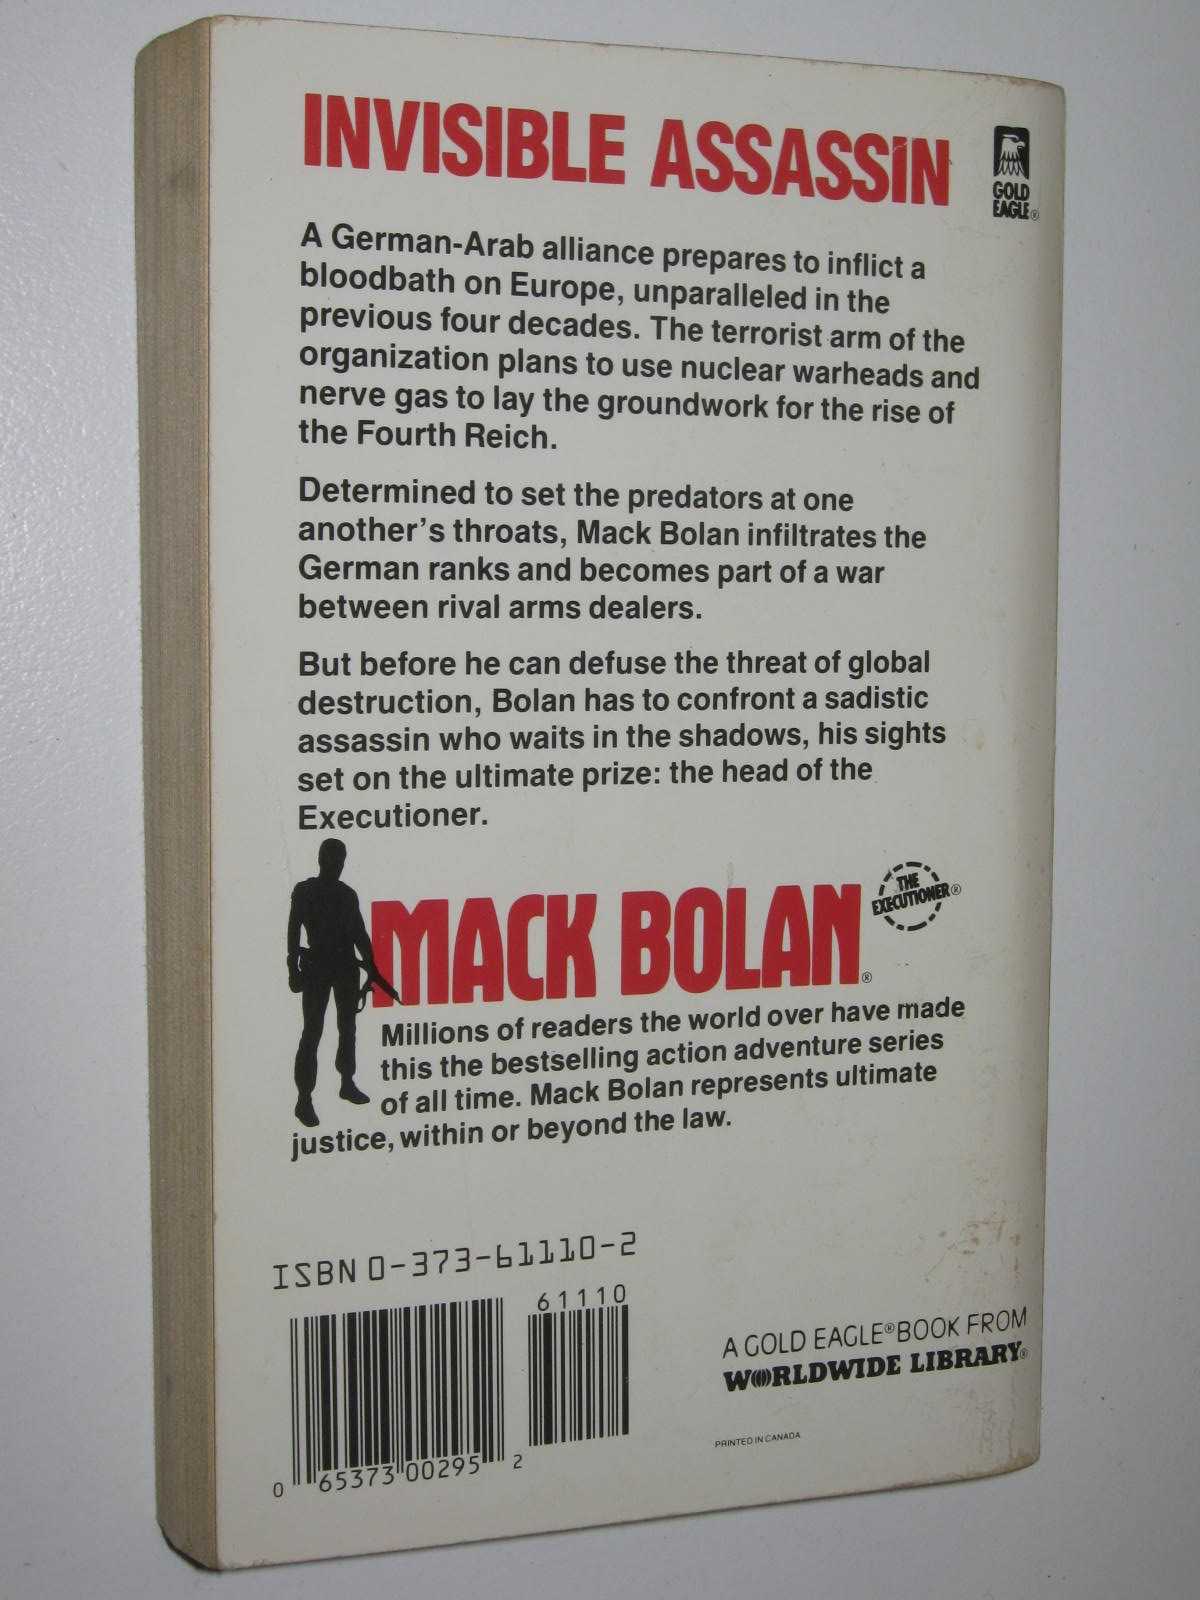 INVISIBLE ASSASSIN
GOLD
EAGLE®
A German-Arab alliance prepares to inflict a
bloodbath on Europe, unparalleled in the
previous four decades. The terrorist arm of the
organization plans to use nuclear warheads and
nerve gas to lay the groundwork for the rise of
the Fourth Reich.
Determined to set the predators at one
another's throats, Mack Bolan infiltrates the
German ranks and becomes part of a war
between rival arms dealers.
But before he can defuse the threat of global
destruction, Bolan has to confront a sadistic
assassin who waits in the shadows, his sights
set on the ultimate prize: the head of the
Executioner.
THE
EXECUTIONER®
MACK BOLAN®
Millions of readers the world over have made
this the bestselling action adventure series
of all time. Mack Bolan represents ultimate
justice, within or beyond the law.
ISBN 0-373-61110-2
61110
0 65373 00295 2
A GOLD EAGLE® BOOK FROM
WORLDWIDE LIBRARY®
PRINTED IN CANADA